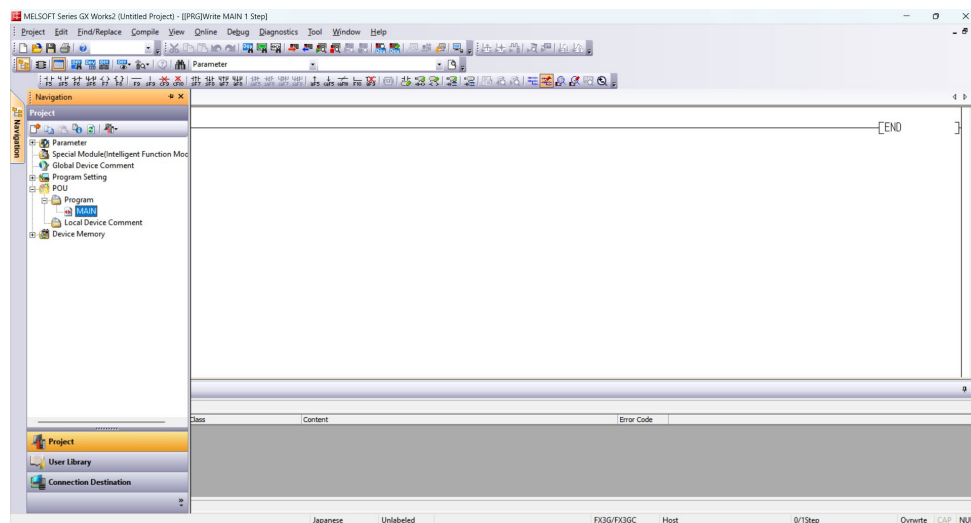 MELSOFT Series GX Works2 (Untitled Project) - [[PRG]Write MAIN 1 Step]
Project Edit Find/Replace Compile View Online Debug Diagnostics Tool Window Help
Parameter
Navigation
Project
Navigation
END
Parameter
Special Module(Intelligent Function Moc
Global Device Comment
Program Setting
POU
Program
MAIN
Local Device Comment
Device Memory
Class Content Error Code
Project
User Library
Connection Destination
Japanese Unlabeled FX3G/FX3GC Host 0/1Step Ovrwrte CAP NU